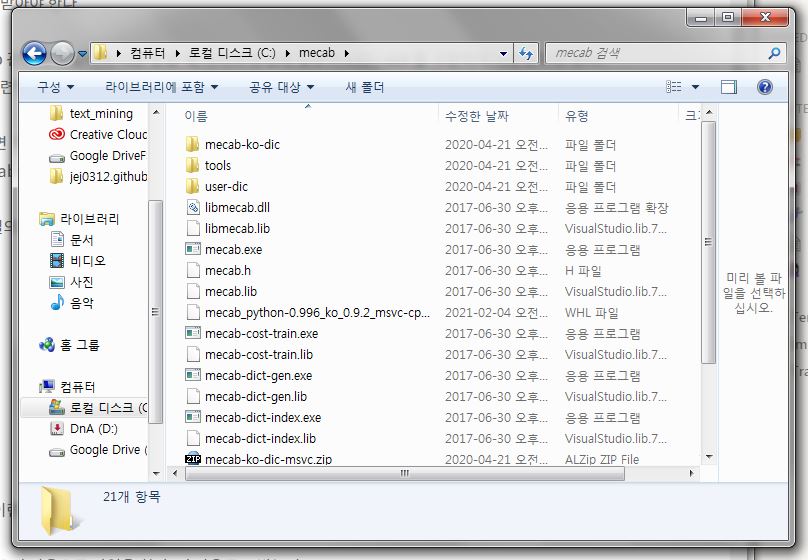 컴퓨터 ▸ 로컬 디스크 (C:) ▸ mecab ▸
mecab 검색
구성 라이브러리에 포함 공유 대상 새 폴더
text_mining
Creative Cloud
Google DriveF
jej0312.github
라이브러리
문서
비디오
사진
음악
홈 그룹
컴퓨터
로컬 디스크 (C
DnA (D:)
Google Drive (
이름 수정한 날짜 유형 크
mecab-ko-dic 2020-04-21 오전... 파일 폴더
tools 2020-04-21 오전... 파일 폴더
user-dic 2020-04-21 오전... 파일 폴더
libmecab.dll 2017-06-30 오후... 응용 프로그램 확장
libmecab.lib 2017-06-30 오후... VisualStudio.lib.7...
mecab.exe 2017-06-30 오후... 응용 프로그램
mecab.h 2017-06-30 오후... H 파일
mecab.lib 2017-06-30 오후... VisualStudio.lib.7...
mecab_python-0.996_ko_0.9.2_msvc-cp... 2021-02-04 오전... WHL 파일
mecab-cost-train.exe 2017-06-30 오후... 응용 프로그램
mecab-cost-train.lib 2017-06-30 오후... VisualStudio.lib.7...
mecab-dict-gen.exe 2017-06-30 오후... 응용 프로그램
mecab-dict-gen.lib 2017-06-30 오후... VisualStudio.lib.7...
mecab-dict-index.exe 2017-06-30 오후... 응용 프로그램
mecab-dict-index.lib 2017-06-30 오후... VisualStudio.lib.7...
mecab-ko-dic-msvc.zip 2020-04-21 오전... ALZip ZIP File
ZIP
미리 볼 파
일을 선택하
십시오.
21개 항목